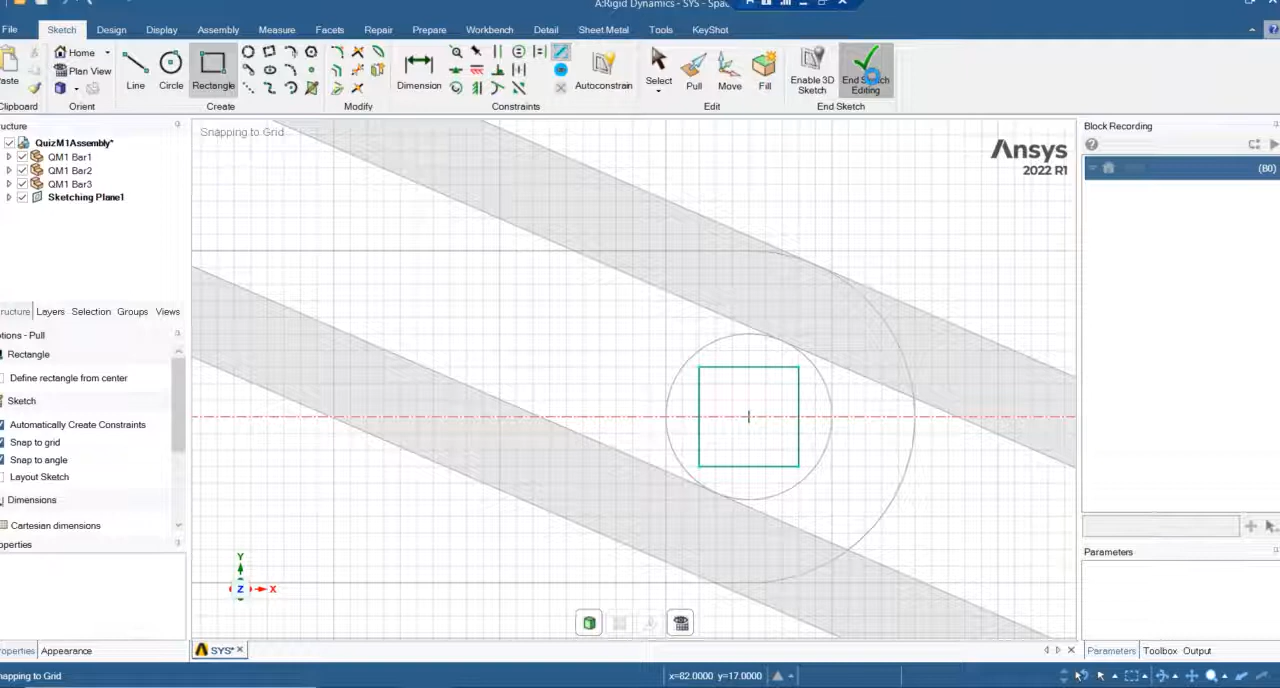 A:Rigid Dynamics - SYS - Spac
File Sketch Design Display Assembly Measure Facets Repair Prepare Workbench Detail Sheet Metal Tools KeyShot
Home
Plan View
aste
Line Circle Rectangle
Dimension
Autoconstrain
Select Pull Move Fill
Enable 3D
Sketch
End Sketch
Editing
Clipboard Orient Create Modify Constraints Edit End Sketch
ucture
QuizM1Assembly*
QM1 Bar1
QM1 Bar2
QM1 Bar3
Sketching Plane1
ructure Layers Selection Groups Views
tions - Pull
Rectangle
Define rectangle from center
Sketch
Automatically Create Constraints
Snap to grid
Snap to angle
Layout Sketch
Dimensions
Cartesian dimensions
operties
roperties Appearance
Snapping to Grid
Ansys
2022 R1
Y
Z
X
SYS*
Block Recording
(B0)
Parameters
Parameters Toolbox Output
napping to Grid
x=82.0000 y=17.0000